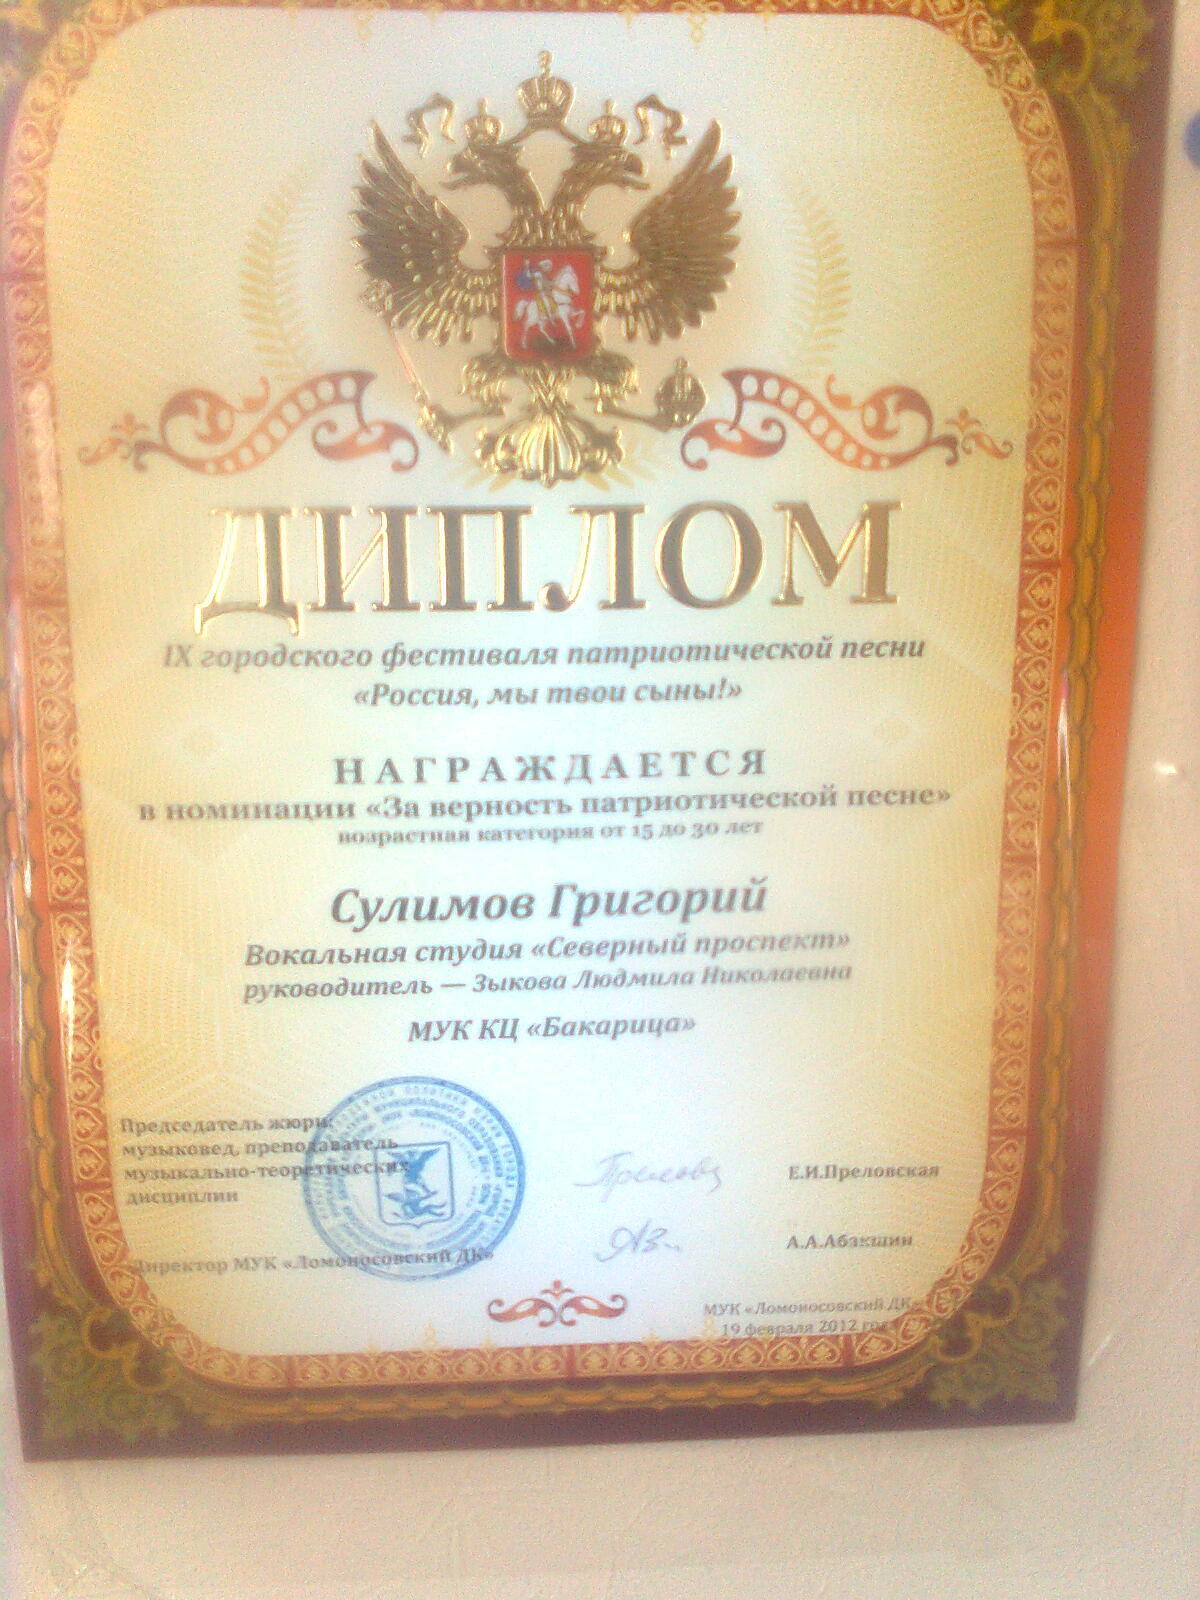 ДИПЛОМ
IX городского фестиваля патриотической песни
«Россия, мы твои сыны!»
НАГРАЖДАЕТСЯ
в номинации «За верность патриотической песне»
возрастная категория от 15 до 30 лет
Сулимов Григорий
Вокальная студия «Северный проспект»
руководитель — Зыкова Людмила Николаевна
МУК КЦ «Бакарица»
Председатель жюри:
музыковед, преподаватель
музыкально-теоретических
дисциплин
Е.И.Преловская
Директор МУК «Ломоносовский ДК»
А.А.Абакшин
МУК «Ломоносовский ДК»
19 февраля 2012